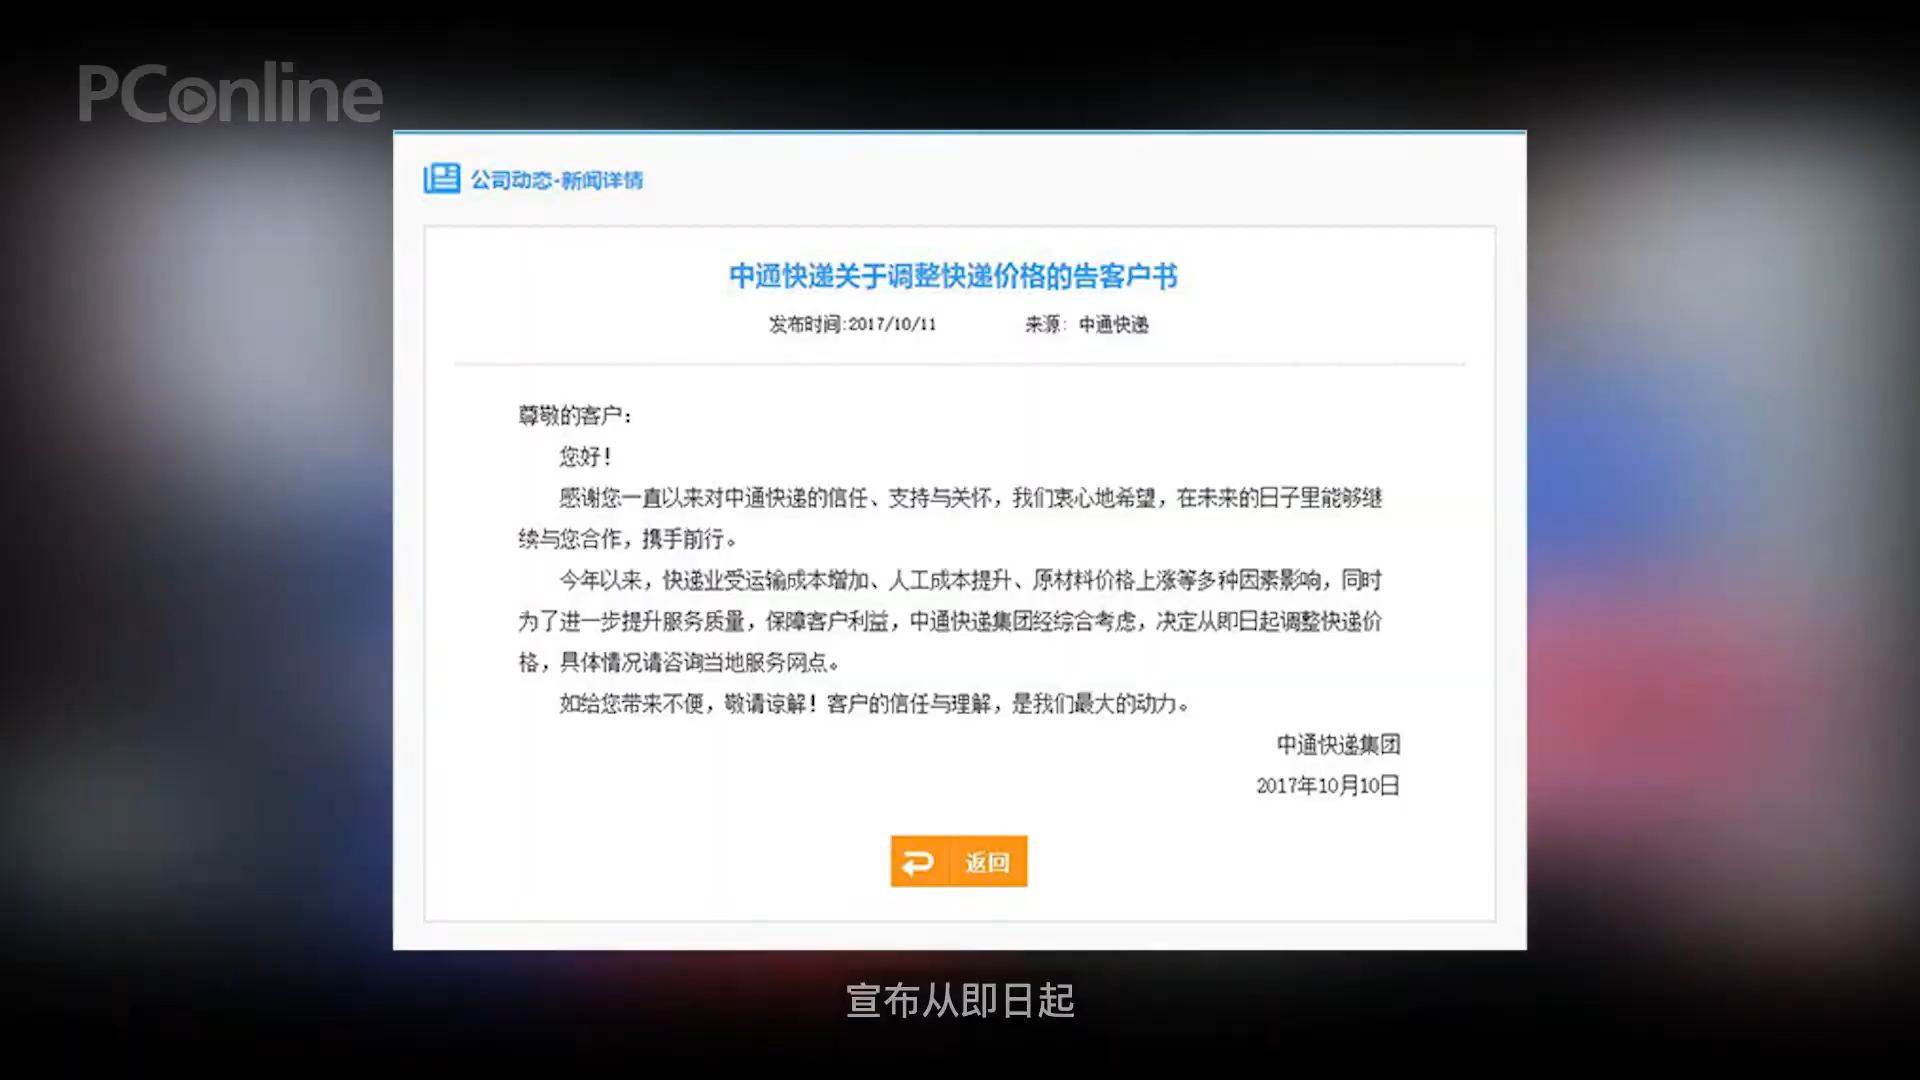 PConline
公司动态-新闻详情
中通快递关于调整快递价格的告客户书
发布时间:2017/10/11 来源：中通快递
尊敬的客户：
您好！
感谢您一直以来对中通快递的信任、支持与关怀，我们衷心地希望，在未来的日子里能够继
续与您合作，携手前行。
今年以来，快递业受运输成本增加、人工成本提升、原材料价格上涨等多种因素影响，同时
为了进一步提升服务质量，保障客户利益，中通快递集团经综合考虑，决定从即日起调整快递价
格，具体情况请咨询当地服务网点。
如给您带来不便，敬请谅解！客户的信任与理解，是我们最大的动力。
中通快递集团
2017年10月10日
返回
宣布从即日起